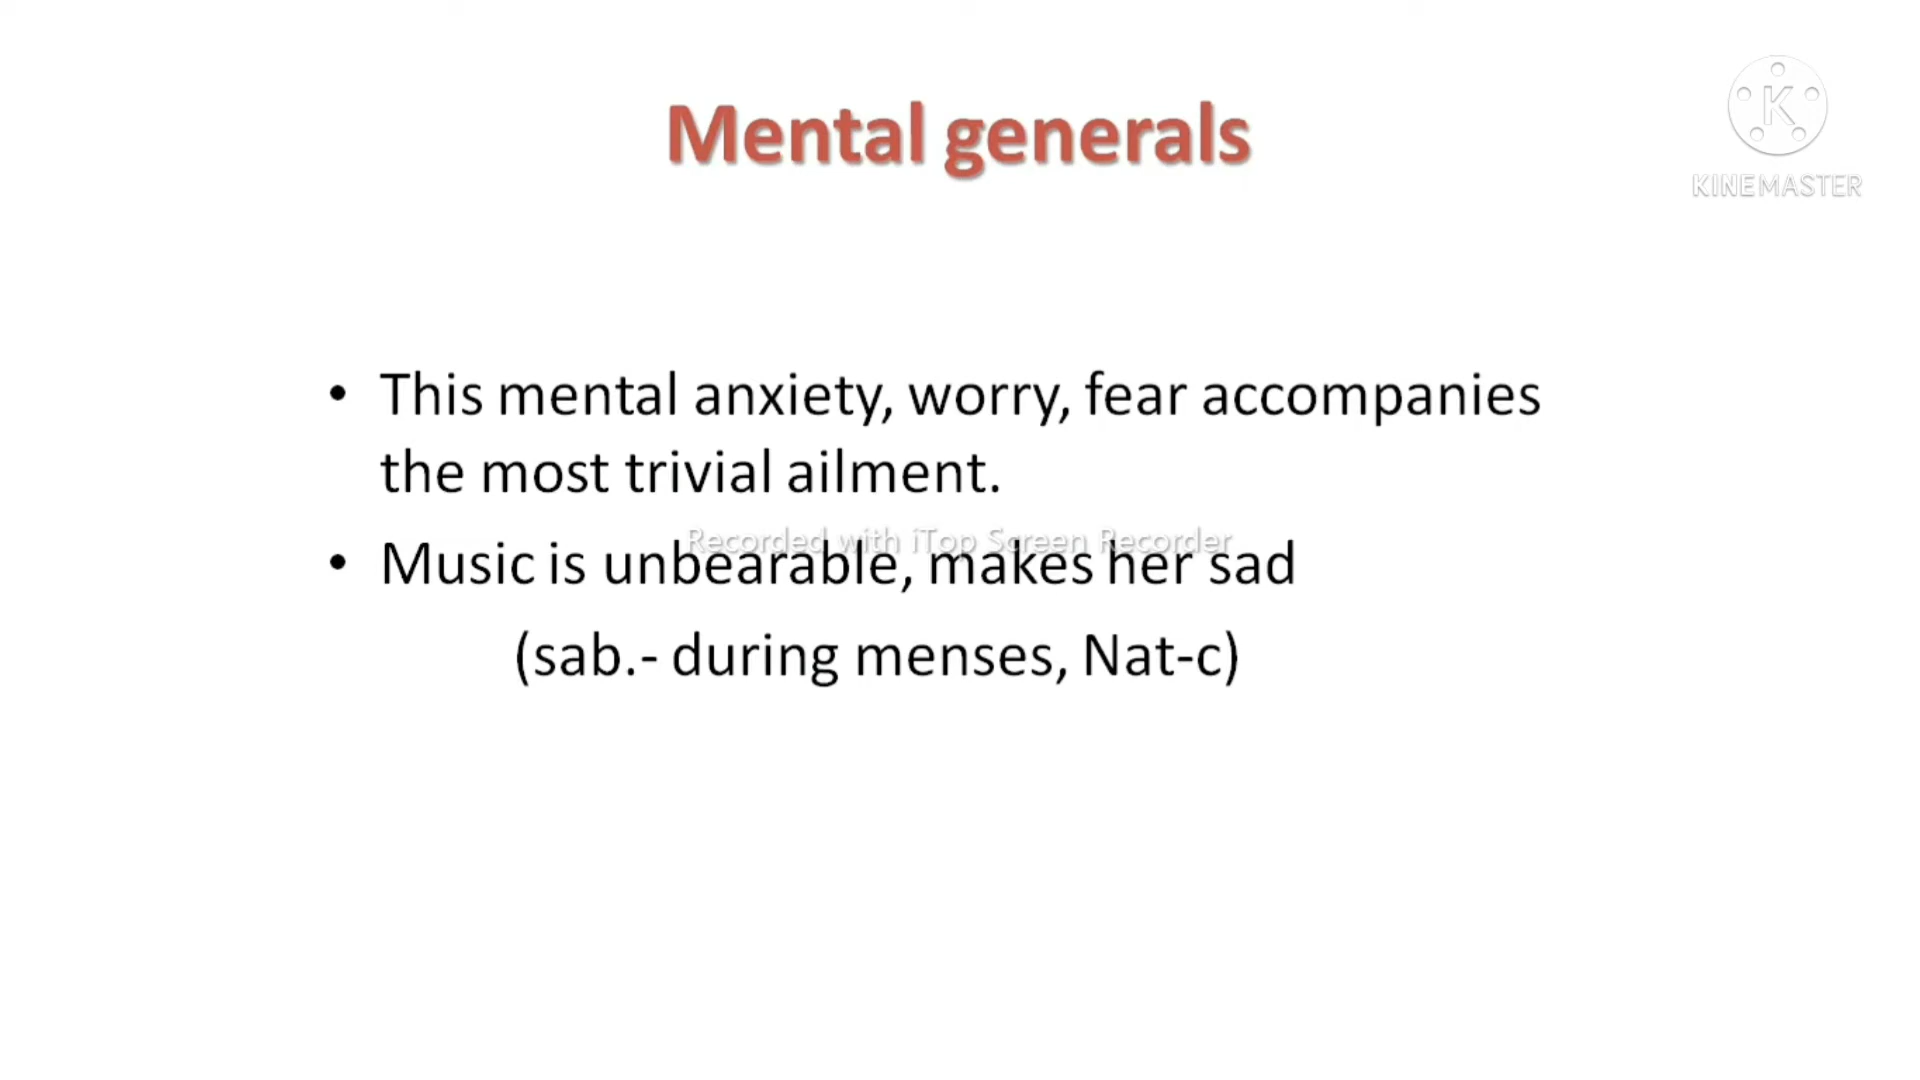 Mental generals
K
KINEMASTER
• This mental anxiety, worry, fear accompanies
the most trivial ailment.
Recorded with iTop Screen Recorder
• Music is unbearable, makes her sad
(sab.- during menses, Nat-c)